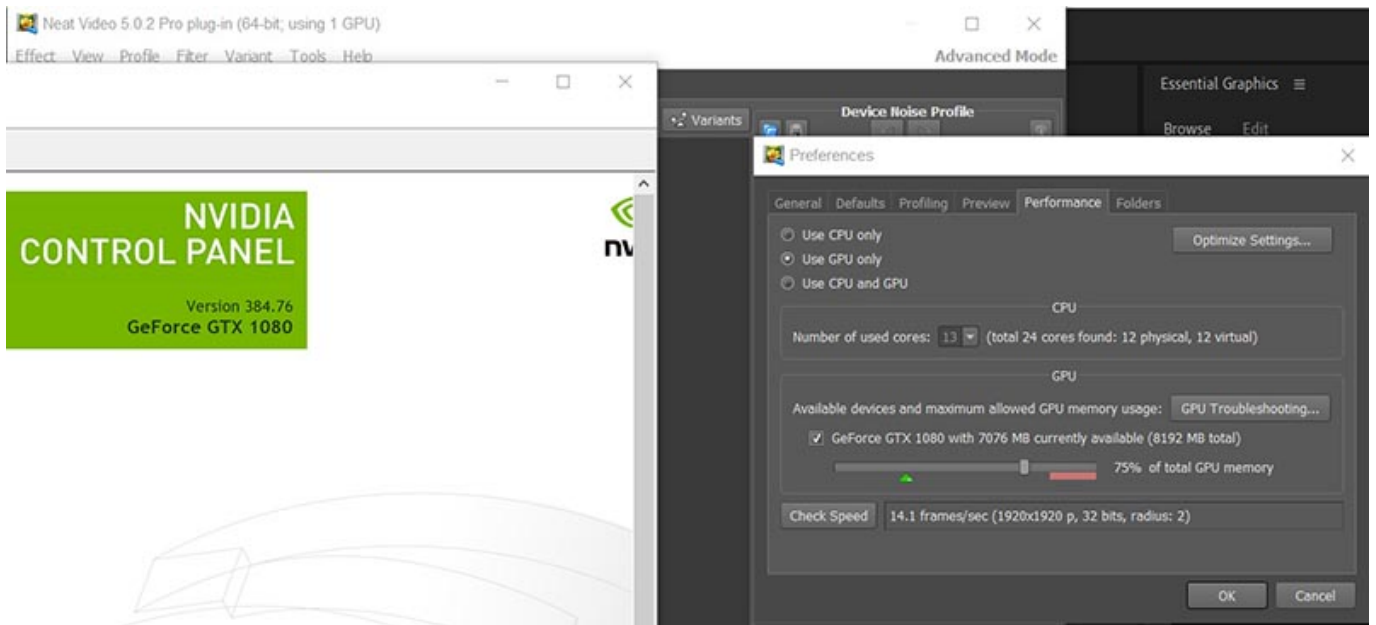 Neat Video 5.0.2 Pro plug-in (64-bit; using 1 GPU)
Effect View Profile Filter Variant Tools Help
Advanced Mode
Essential Graphics
Browse Edit
Variants
Device Noise Profile
NVIDIA
CONTROL PANEL
Version 384.76
GeForce GTX 1080
Preferences
General Defaults Profiling Preview Performance Folders
Use CPU only
Optimize Settings...
Use GPU only
Use CPU and GPU
CPU
Number of used cores: 13 (total 24 cores found: 12 physical, 12 virtual)
GPU
Available devices and maximum allowed GPU memory usage: GPU Troubleshooting...
GeForce GTX 1080 with 7076 MB currently available (8192 MB total)
75% of total GPU memory
Check Speed 14.1 frames/sec (1920x1920 p, 32 bits, radius: 2)
OK Cancel